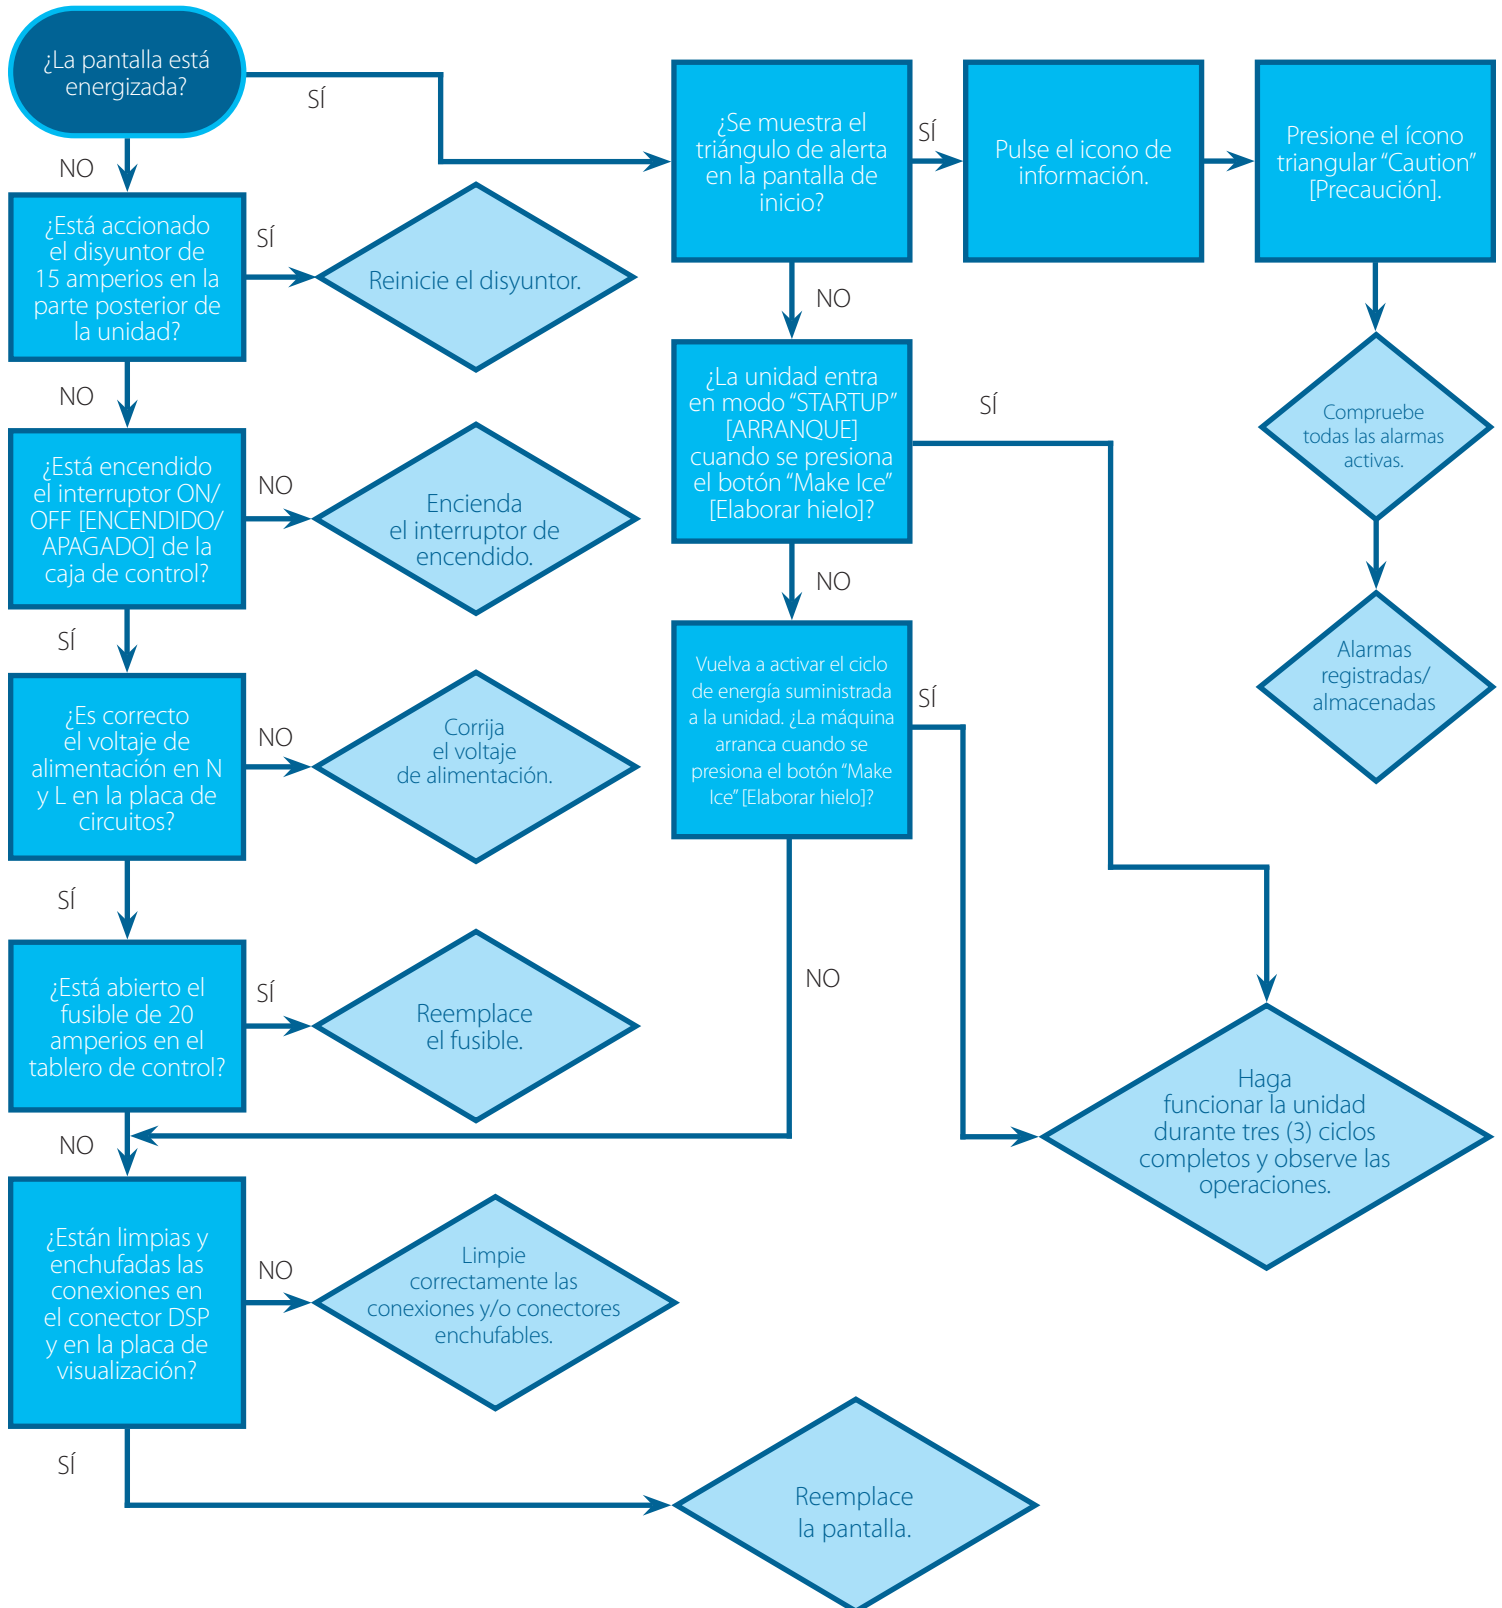 ¿La pantalla está
energizada?
SÍ
NO
¿Está accionado
el disyuntor de
15 amperios en la
parte posterior de
la unidad?
SÍ
Reinicie el disyuntor.
NO
¿Está encendido
el interruptor ON/
OFF [ENCENDIDO/
APAGADO] de la
caja de control?
NO
Encienda
el interruptor de
encendido.
SÍ
¿Es correcto
el voltaje de
alimentación en N
y L en la placa de
circuitos?
NO
Corrija
el voltaje
de alimentación.
SÍ
¿Está abierto el
fusible de 20
amperios en el
tablero de control?
SÍ
Reemplace
el fusible.
NO
¿Están limpias y
enchufadas las
conexiones en
el conector DSP
y en la placa de
visualización?
NO
Limpie
correctamente las
conexiones y/o conectores
enchufables.
SÍ
Reemplace
la pantalla.
¿Se muestra el
triángulo de alerta
en la pantalla de
inicio?
SÍ
Pulse el icono de
información.
Presione el ícono
triangular “Caution”
[Precaución].
Compruebe
todas las alarmas
activas.
Alarmas
registradas/
almacenadas
NO
¿La unidad entra
en modo “STARTUP”
[ARRANQUE]
cuando se presiona
el botón “Make Ice”
[Elaborar hielo]?
SÍ
NO
Vuelva a activar el ciclo
de energía suministrada
a la unidad. ¿La máquina
arranca cuando se
presiona el botón “Make
Ice” [Elaborar hielo]?
SÍ
NO
Haga
funcionar la unidad
durante tres (3) ciclos
completos y observe las
operaciones.